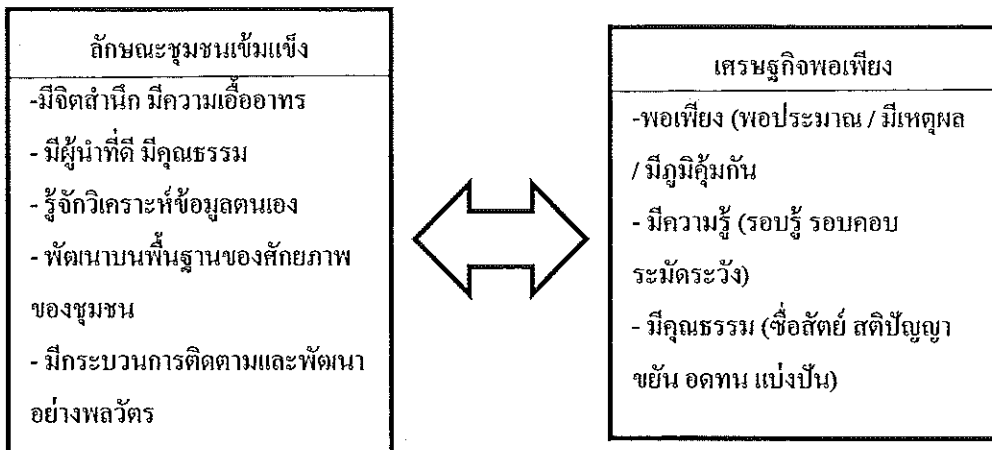 ลักษณะชุมชนเข้มแข็ง
-มีจิตสำนึก มีความเอื้ออาทร
- มีผู้นำที่ดี มีคุณธรรม
- รู้จักวิเคราะห์ข้อมูลตนเอง
- พัฒนาบนพื้นฐานของศักยภาพ
ของชุมชน
- มีกระบวนการติดตามและพัฒนา
อย่างพลวัตร
เศรษฐกิจพอเพียง
-พอเพียง (พอประมาณ / มีเหตุผล
/ มีภูมิคุ้มกัน
- มีความรู้ (รอบรู้ รอบคอบ
ระมัดระวัง)
- มีคุณธรรม (ซื่อสัตย์ สติปัญญา
ขยัน อดทน แบ่งปัน)